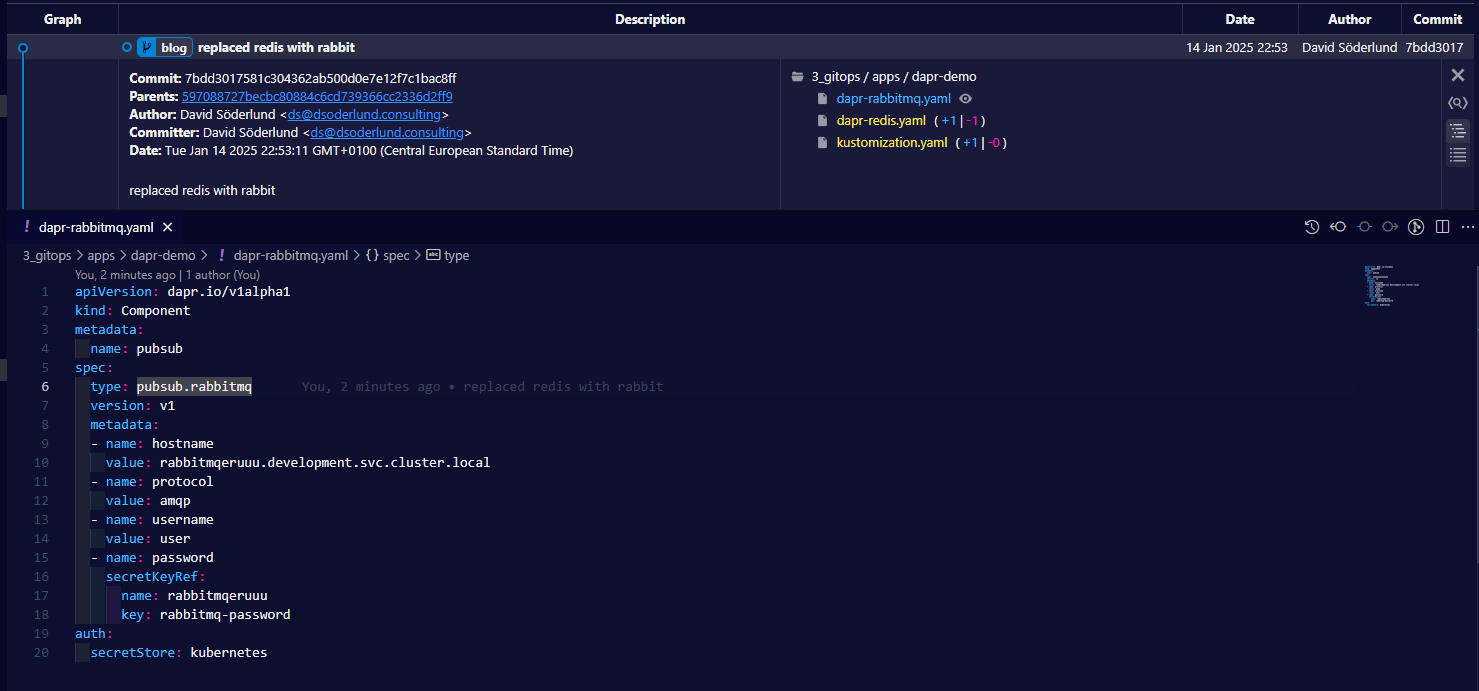 Graph Description Date Author Commit
blog replaced redis with rabbit 14 Jan 2025 22:53 David Söderlund 7bdd3017
Commit: 7bdd3017581c304362ab500d0e7e12f7c1bac8ff
Parents: 597088727becbc80884c6cd739366cc2336d2ff9
Author: David Söderlund <ds@dsoderlund.consulting>
Committer: David Söderlund <ds@dsoderlund.consulting>
Date: Tue Jan 14 2025 22:53:11 GMT+0100 (Central European Standard Time)
replaced redis with rabbit
3_gitops / apps / dapr-demo
dapr-rabbitmq.yaml
dapr-redis.yaml (+1|-1)
kustomization.yaml (+1|-0)
! dapr-rabbitmq.yaml
3_gitops > apps > dapr-demo > ! dapr-rabbitmq.yaml > {} spec > abc type
You, 2 minutes ago | 1 author (You)
1 apiVersion: dapr.io/v1alpha1
2 kind: Component
3 metadata:
4   name: pubsub
5 spec:
6   type: pubsub.rabbitmq You, 2 minutes ago • replaced redis with rabbit
7   version: v1
8   metadata:
9   - name: hostname
10     value: rabbitmqeruuu.development.svc.cluster.local
11   - name: protocol
12     value: amqp
13   - name: username
14     value: user
15   - name: password
16     secretKeyRef:
17       name: rabbitmqeruuu
18       key: rabbitmq-password
19 auth:
20   secretStore: kubernetes